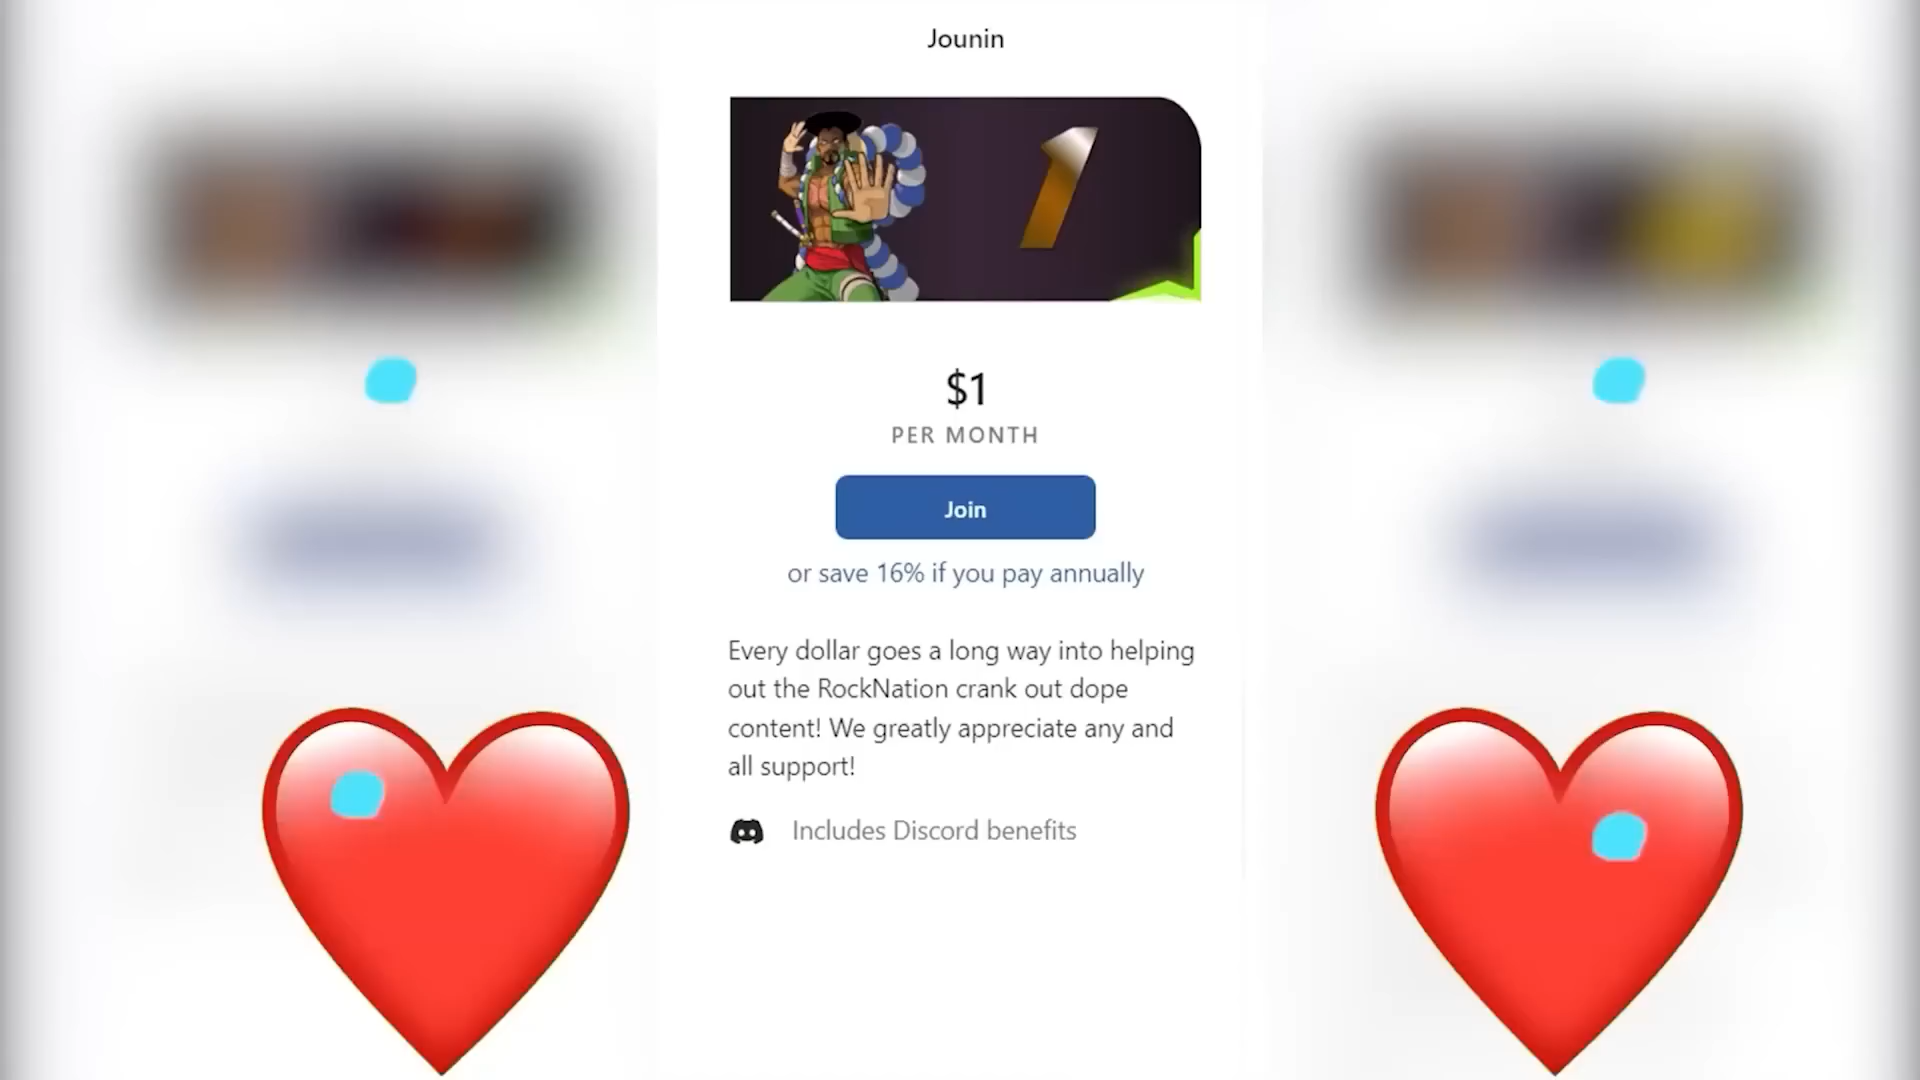 Jounin
1
$1
PER MONTH
Join
or save 16% if you pay annually
Every dollar goes a long way into helping
out the RockNation crank out dope
content! We greatly appreciate any and
all support!
Includes Discord benefits